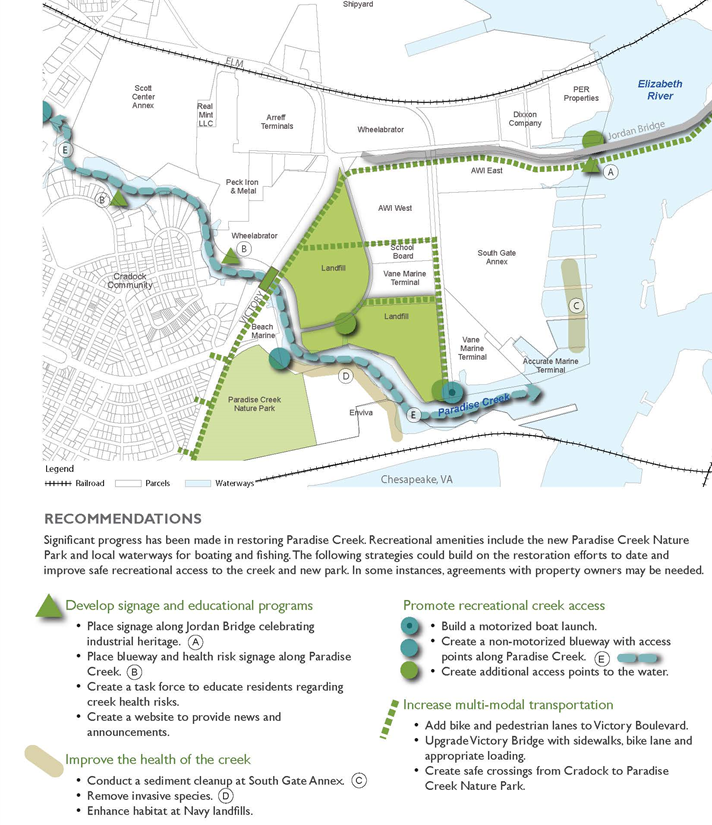 Shipyard
ELM
Scott
Center
Annex
Real
Mint
LLC
Arreff
Terminals
Wheelabrator
Dixxon
Company
PER
Properties
Elizabeth
River
Jordan Bridge
E
A
AWI East
B
Peck Iron
& Metal
AWI West
Wheelabrator
B
School
Board
South Gate
Annex
Cradock
Community
Landfill
Vane Marine
Terminal
C
VICTORY
Beach
Marine
Landfill
Vane
Marine
Terminal
Accurate Marine
Terminal
D
Paradise Creek
Nature Park
Enviva
E
Paradise Creek
Legend
Railroad
Parcels
Waterways
Chesapeake, VA
RECOMMENDATIONS
Significant progress has been made in restoring Paradise Creek. Recreational amenities include the new Paradise Creek Nature
Park and local waterways for boating and fishing. The following strategies could build on the restoration efforts to date and
improve safe recreational access to the creek and new park. In some instances, agreements with property owners may be needed.
Develop signage and educational programs
• Place signage along Jordan Bridge celebrating
industrial heritage. A
• Place blueway and health risk signage along Paradise
Creek. B
• Create a task force to educate residents regarding
creek health risks.
• Create a website to provide news and
announcements.
Improve the health of the creek
• Conduct a sediment cleanup at South Gate Annex. C
• Remove invasive species. D
• Enhance habitat at Navy landfills.
Promote recreational creek access
• Build a motorized boat launch.
• Create a non-motorized blueway with access
points along Paradise Creek. E
• Create additional access points to the water.
Increase multi-modal transportation
• Add bike and pedestrian lanes to Victory Boulevard.
• Upgrade Victory Bridge with sidewalks, bike lane and
appropriate loading.
• Create safe crossings from Cradock to Paradise
Creek Nature Park.